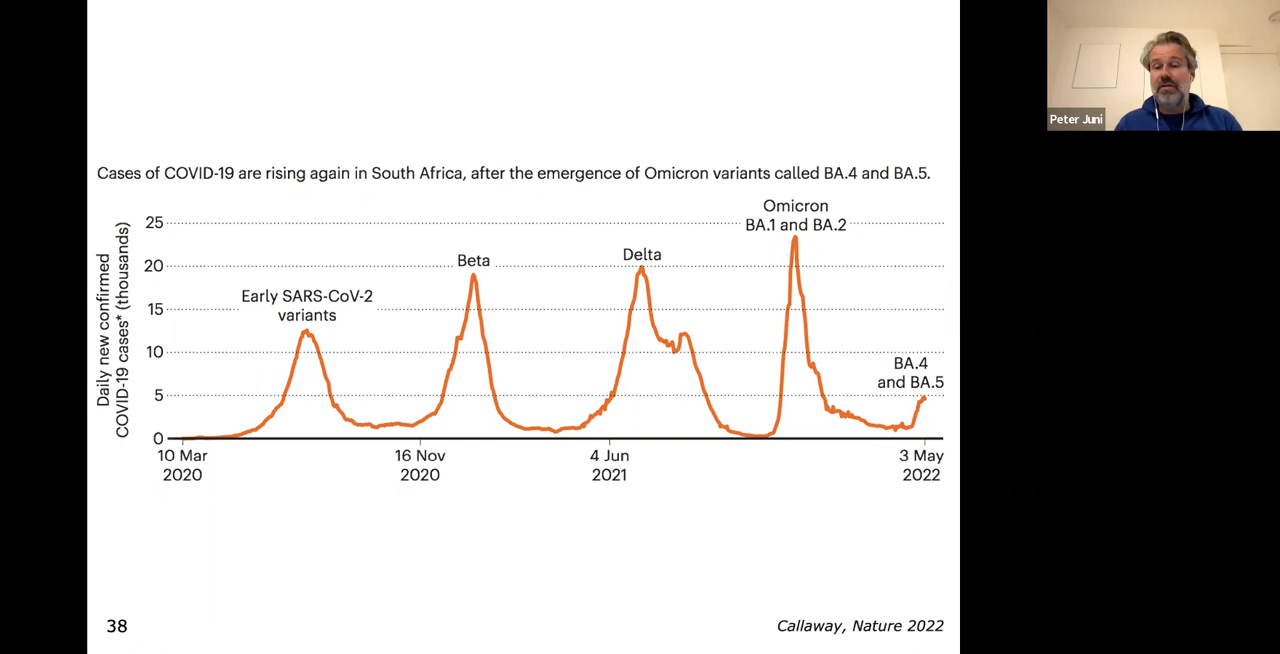 Peter Juni
Cases of COVID-19 are rising again in South Africa, after the emergence of Omicron variants called BA.4 and BA.5.
Daily new confirmed
COVID-19 cases* (thousands)
25
20
15
10
5
0
Early SARS-CoV-2
variants
Beta
Delta
Omicron
BA.1 and BA.2
BA.4
and BA.5
10 Mar
2020
16 Nov
2020
4 Jun
2021
3 May
2022
38
Callaway, Nature 2022